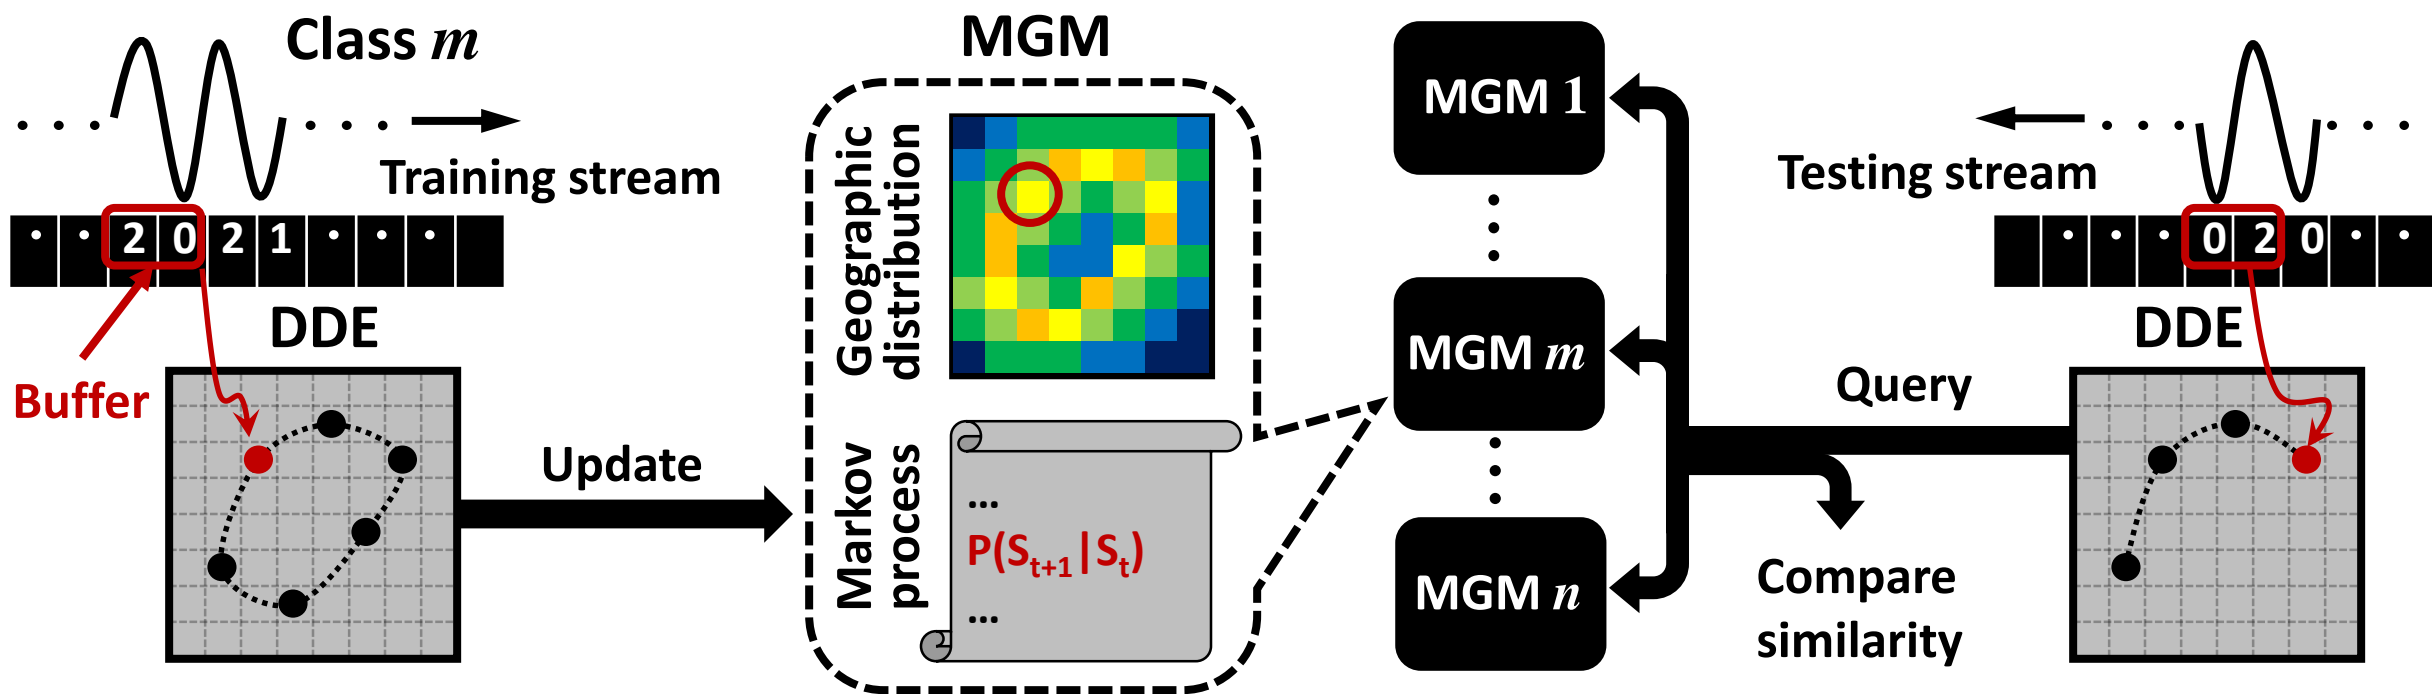 Class m
Training stream
2 0 2 1
Buffer
DDE
Update
MGM
Geographic
distribution
Markov
process
...
P(St+1|St)
...
MGM 1
MGM m
MGM n
Testing stream
0 2 0
DDE
Query
Compare
similarity